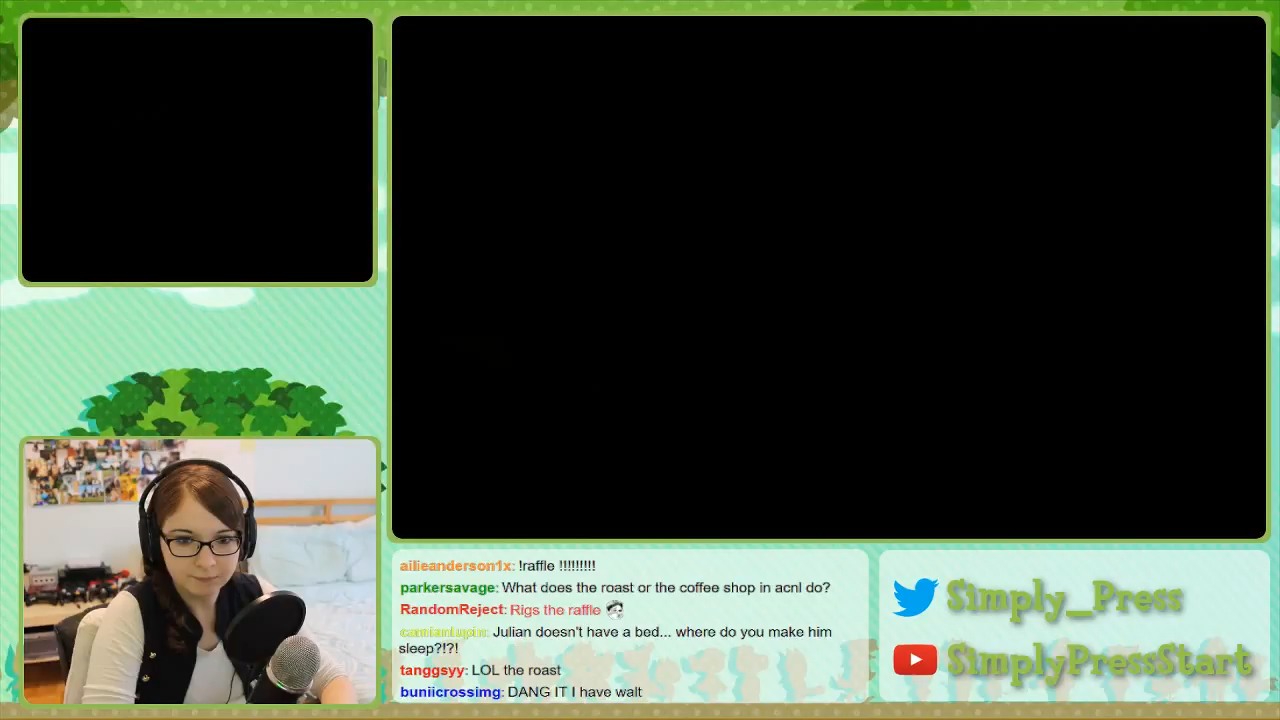 ailieanderson1x: !raffle !!!!!!!!!
parkersavage: What does the roast or the coffee shop in acnl do?
RandomReject: Rigs the raffle
camianlupin: Julian doesn't have a bed... where do you make him
sleep?!?!
tanggsyy: LOL the roast
buniicrossimg: DANG IT I have walt
Simply_Press
SimplyPressStart